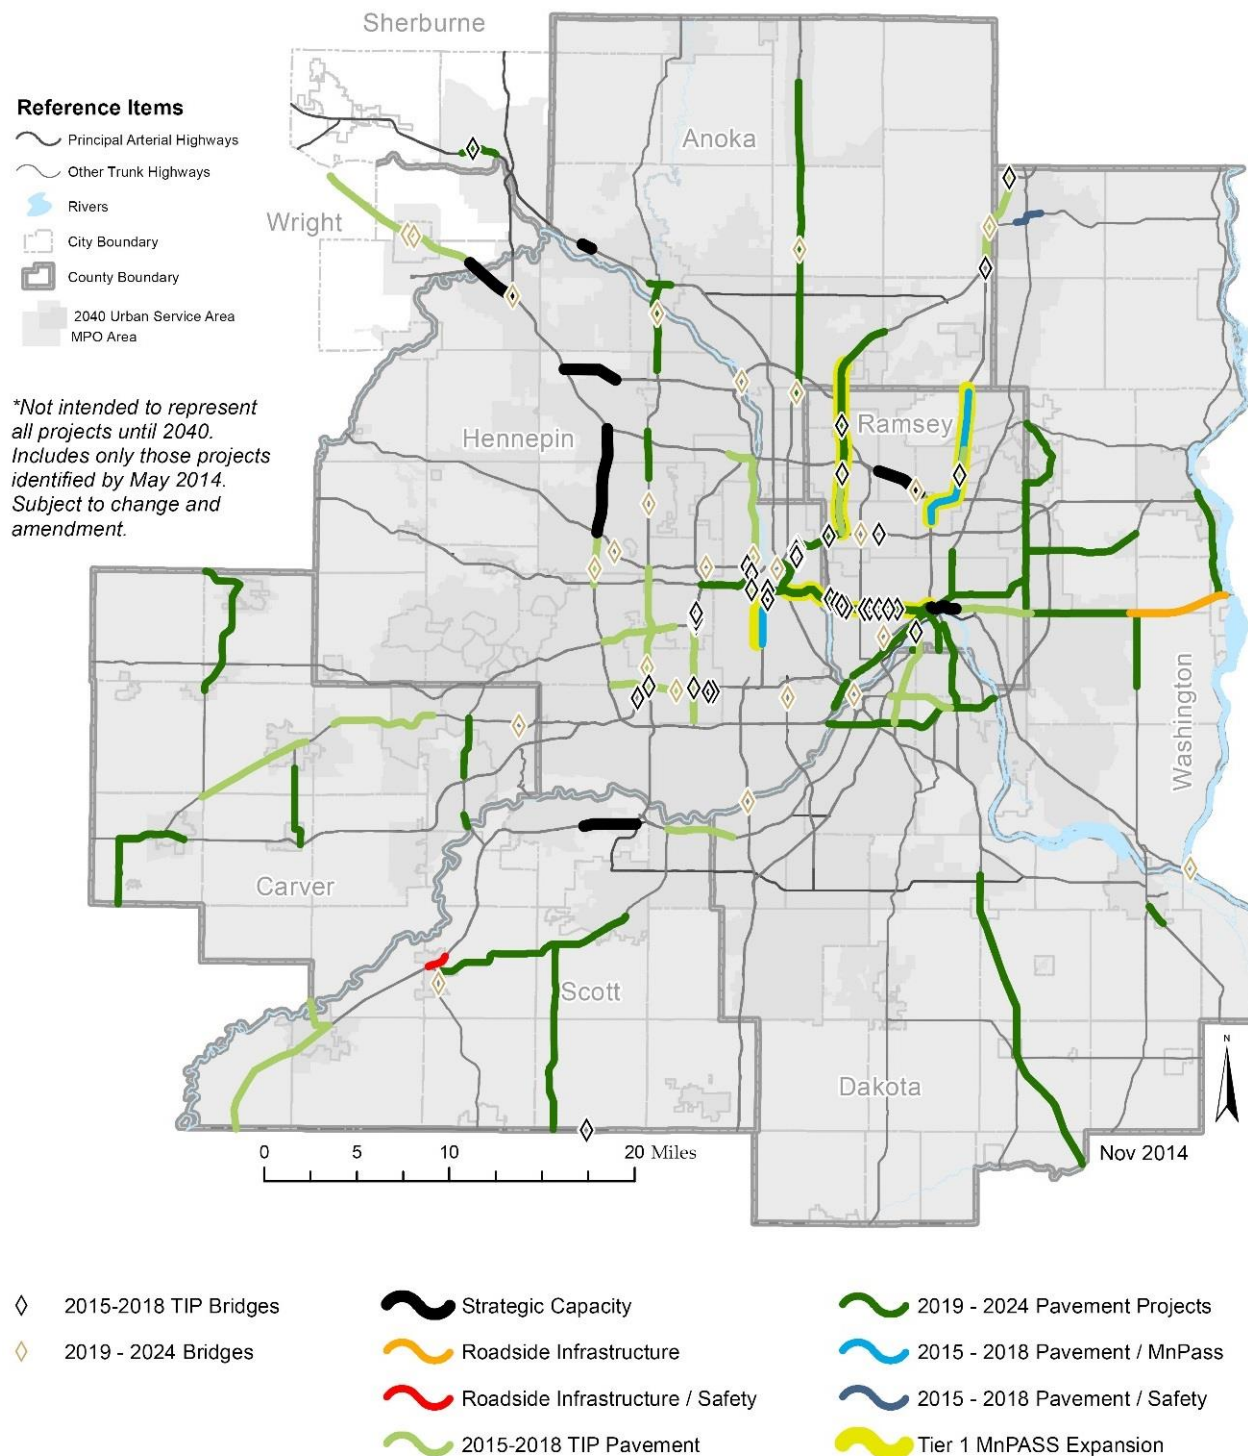 Sherburne
Anoka
Wright
Reference Items
Principal Arterial Highways
Other Trunk Highways
Rivers
City Boundary
County Boundary
2040 Urban Service Area
MPO Area
*Not intended to represent
all projects until 2040.
Includes only those projects
identified by May 2014.
Subject to change and
amendment.
Hennepin
Ramsey
Washington
Carver
Scott
Dakota
N
Nov 2014
0 5 10 20 Miles
2015-2018 TIP Bridges
2019 - 2024 Bridges
Strategic Capacity
Roadside Infrastructure
Roadside Infrastructure / Safety
2015-2018 TIP Pavement
2019 - 2024 Pavement Projects
2015 - 2018 Pavement / MnPass
2015 - 2018 Pavement / Safety
Tier 1 MnPASS Expansion